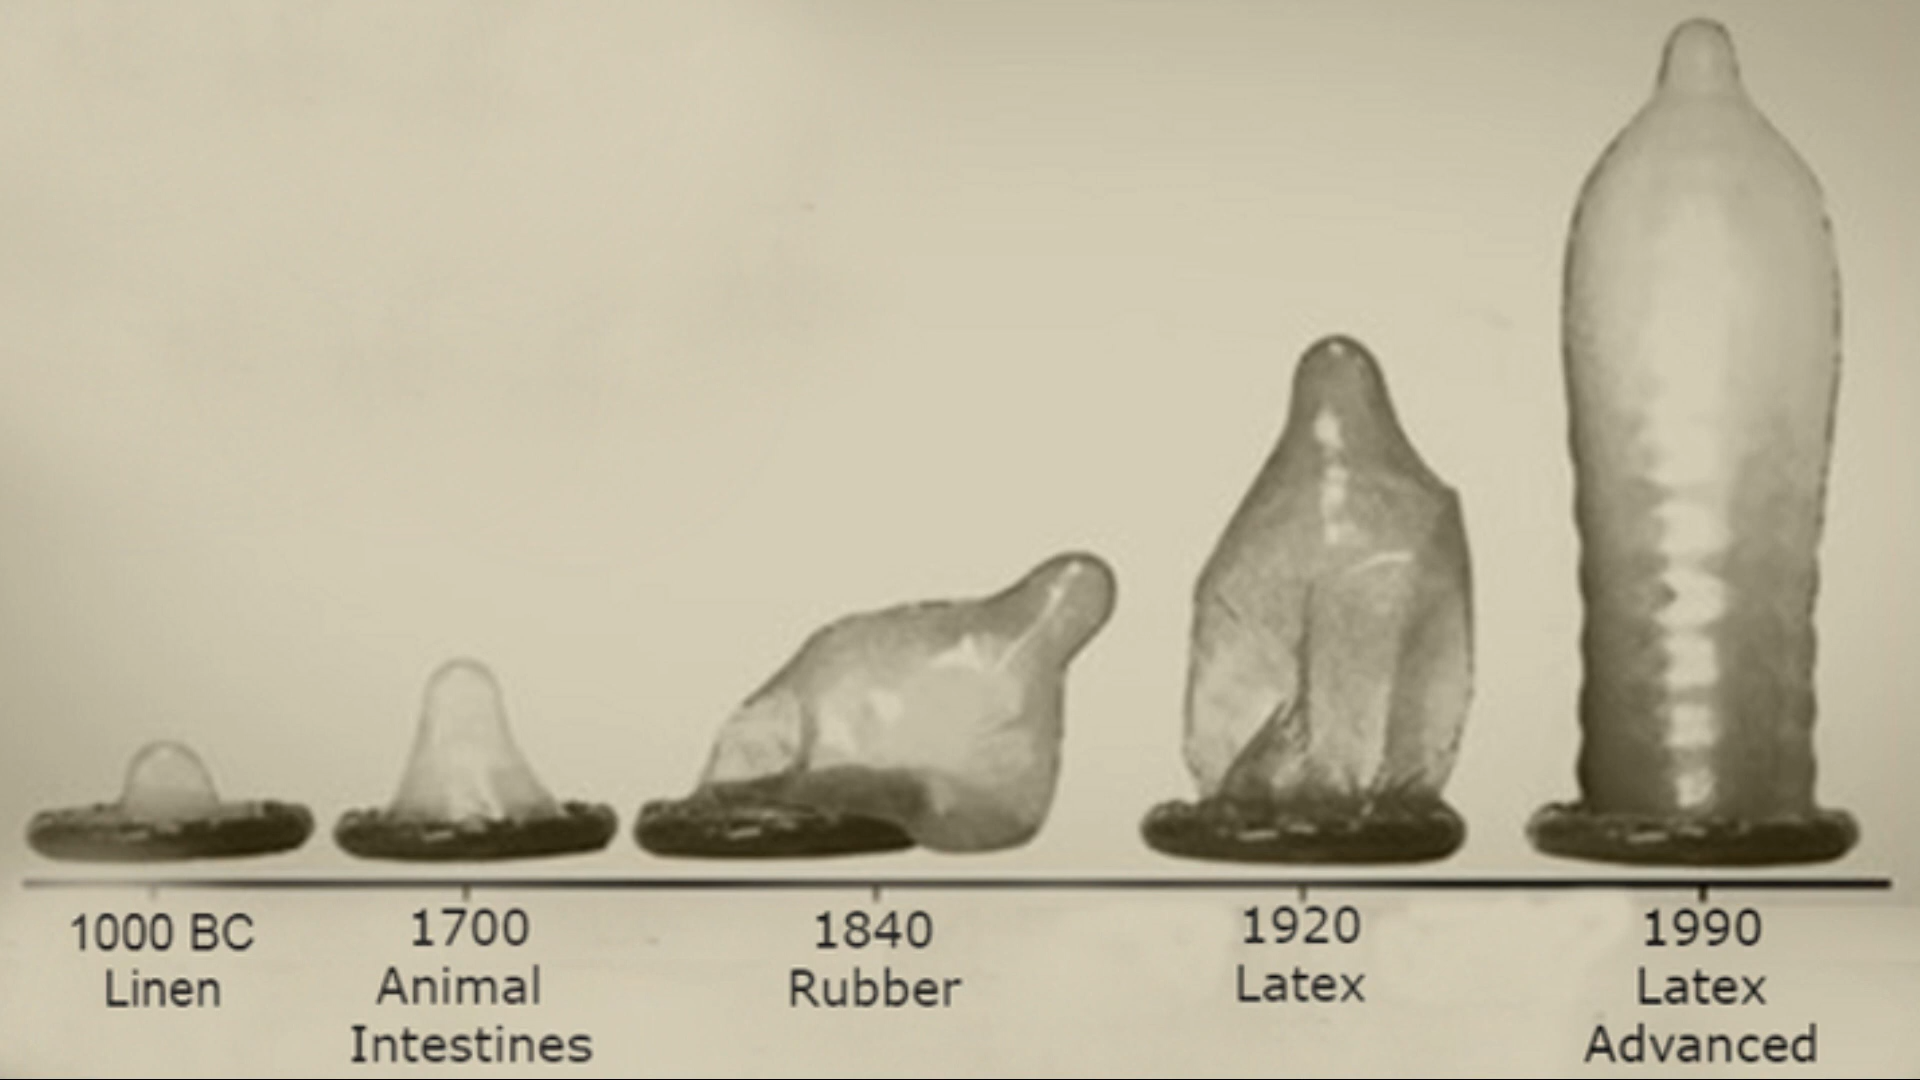 1000 BC
Linen
1700
Animal
Intestines
1840
Rubber
1920
Latex
1990
Latex
Advanced